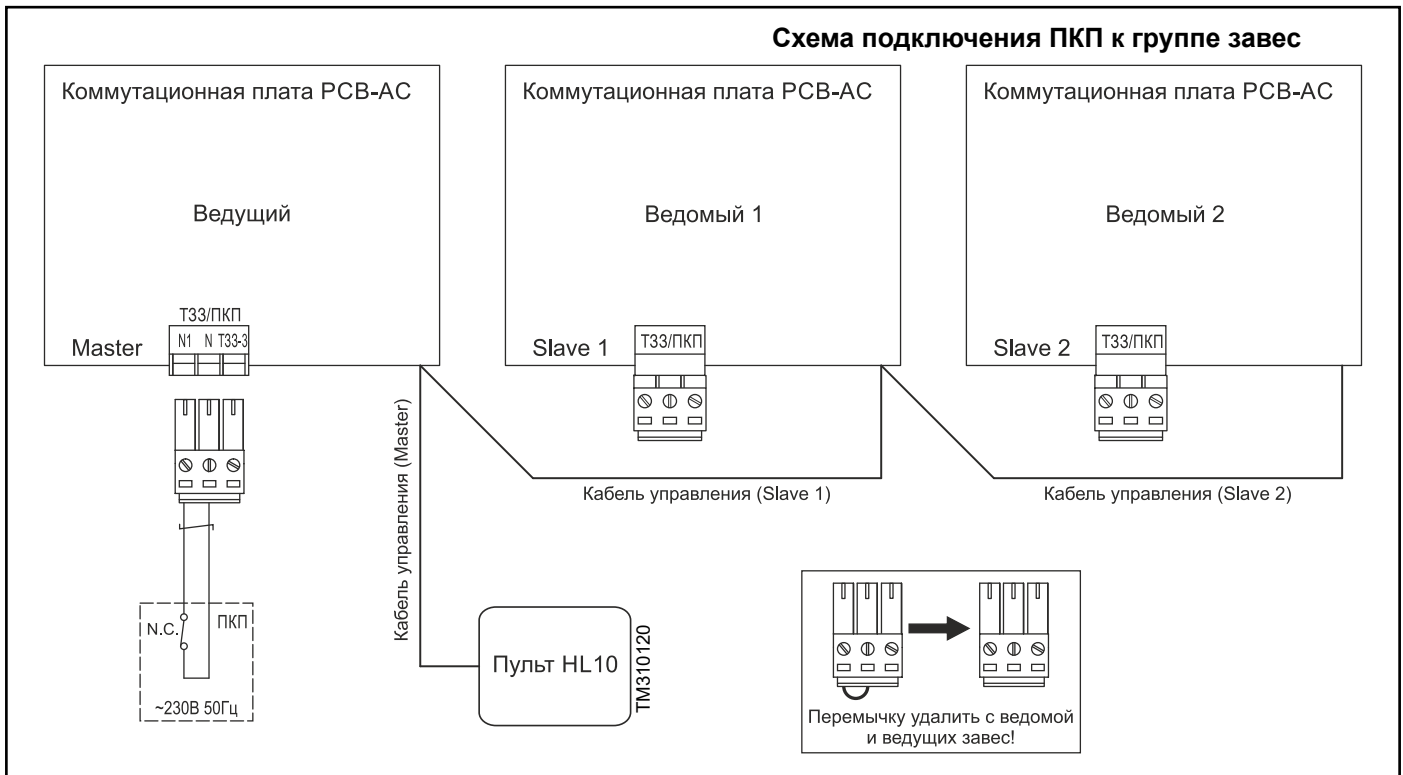 Схема подключения ПКП к группе завес
Коммутационная плата PCB-AC
Ведущий
ТЗЗ/ПКП
N1 N ТЗЗ-3
Master
Коммутационная плата PCB-AC
Ведомый 1
Slave 1
ТЗЗ/ПКП
Коммутационная плата PCB-AC
Ведомый 2
Slave 2
ТЗЗ/ПКП
Кабель управления (Master)
Кабель управления (Slave 1)
Кабель управления (Slave 2)
N.C.
ПКП
~230В 50Гц
Пульт HL10
TM310120
Перемычку удалить с ведомой
и ведущих завес!